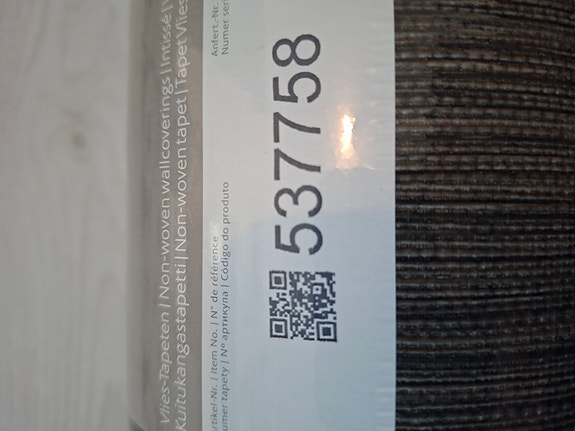 Vlies-Tapeten | Non-woven wallcoverings | Intissé |
Kuitukangastapetti | Non-woven tapet | Tapet Vlies
Artikel-Nr. | Item No. | N° de référence
numer tapety | Nº артикула | Código do produto
Anfert.-Nr.
Numer ser
537758